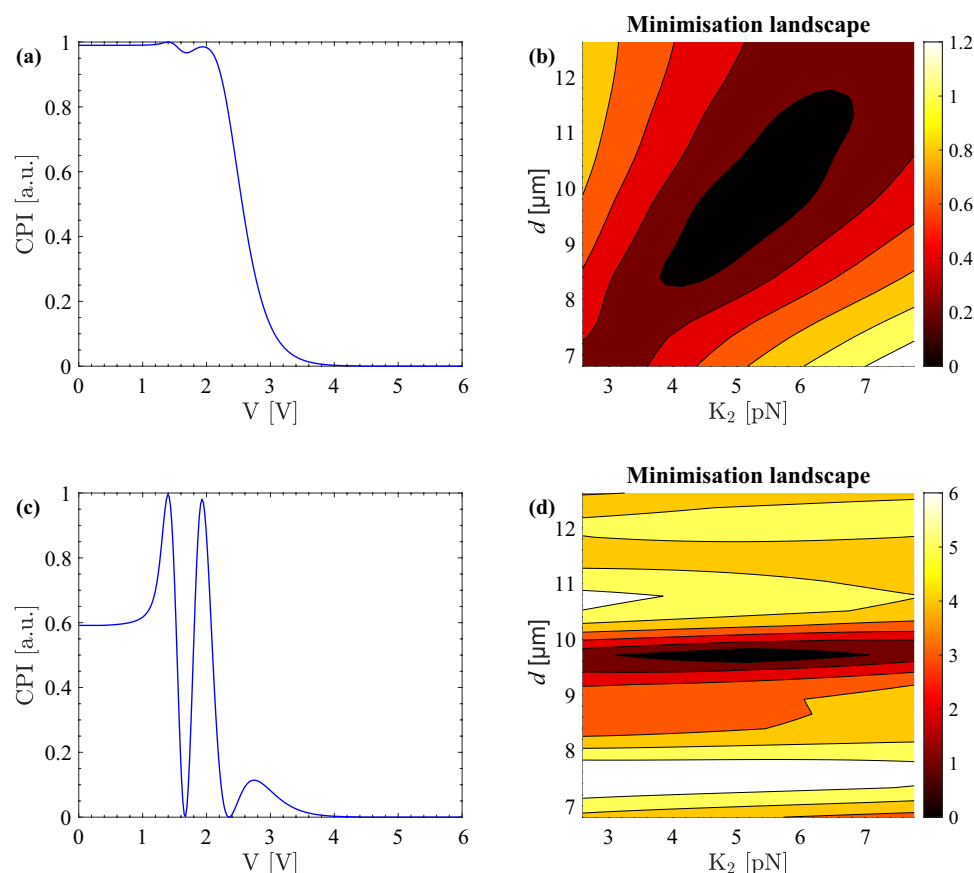 (a)
1
0.8
0.6
0.4
0.2
0
CPI [a.u.]
0 1 2 3 4 5 6
V [V]
Minimisation landscape
(b)
12
11
10
9
8
7
d [µm]
3 4 5 6 7
K₂ [pN]
1.2
1
0.8
0.6
0.4
0.2
0
(c)
1
0.8
0.6
0.4
0.2
0
CPI [a.u.]
0 1 2 3 4 5 6
V [V]
Minimisation landscape
(d)
12
11
10
9
8
7
d [µm]
3 4 5 6 7
K₂ [pN]
6
5
4
3
2
1
0